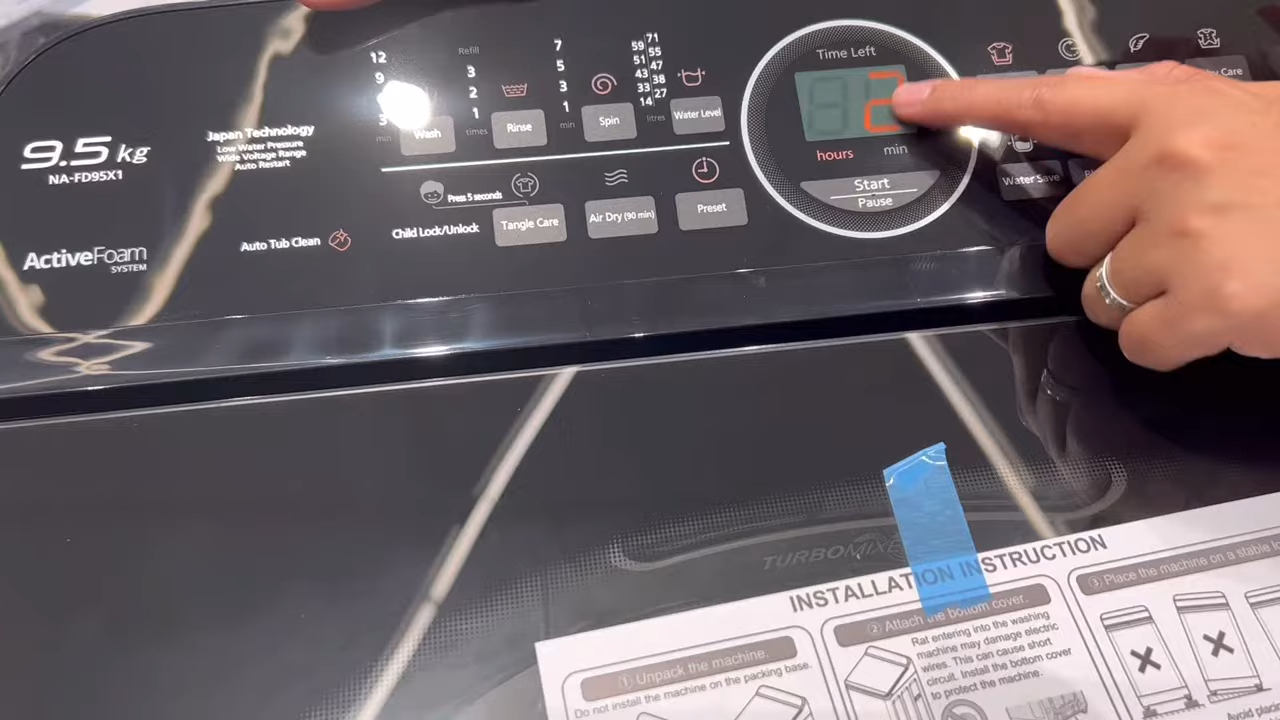 9.5 kg
NA-FD95X1
Japan Technology
Low Water Pressure
Wide Voltage Range
Auto Restart
ActiveFoam
SYSTEM
Auto Tub Clean
12
9
3
min
Wash
Refill
3
2
1
times
Rinse
7
5
3
1
min
Spin
71
59 55
51 47
43 38
33 27
14
litres
Water Level
Press 5 seconds
Child Lock/Unlock
Tangle Care
Air Dry (90 min)
Preset
Time Left
2
hours
min
Start
Pause
Care
Water Save
TURBOMIXE
INSTALLATION INSTRUCTION
① Unpack the machine.
Do not install the machine on the packing base.
② Attach the bottom cover.
Rat entering into the washing
machine may damage electric
wires. This can cause short
circuit. Install the bottom cover
to protect the machine.
③ Place the machine on a stable
Avoid